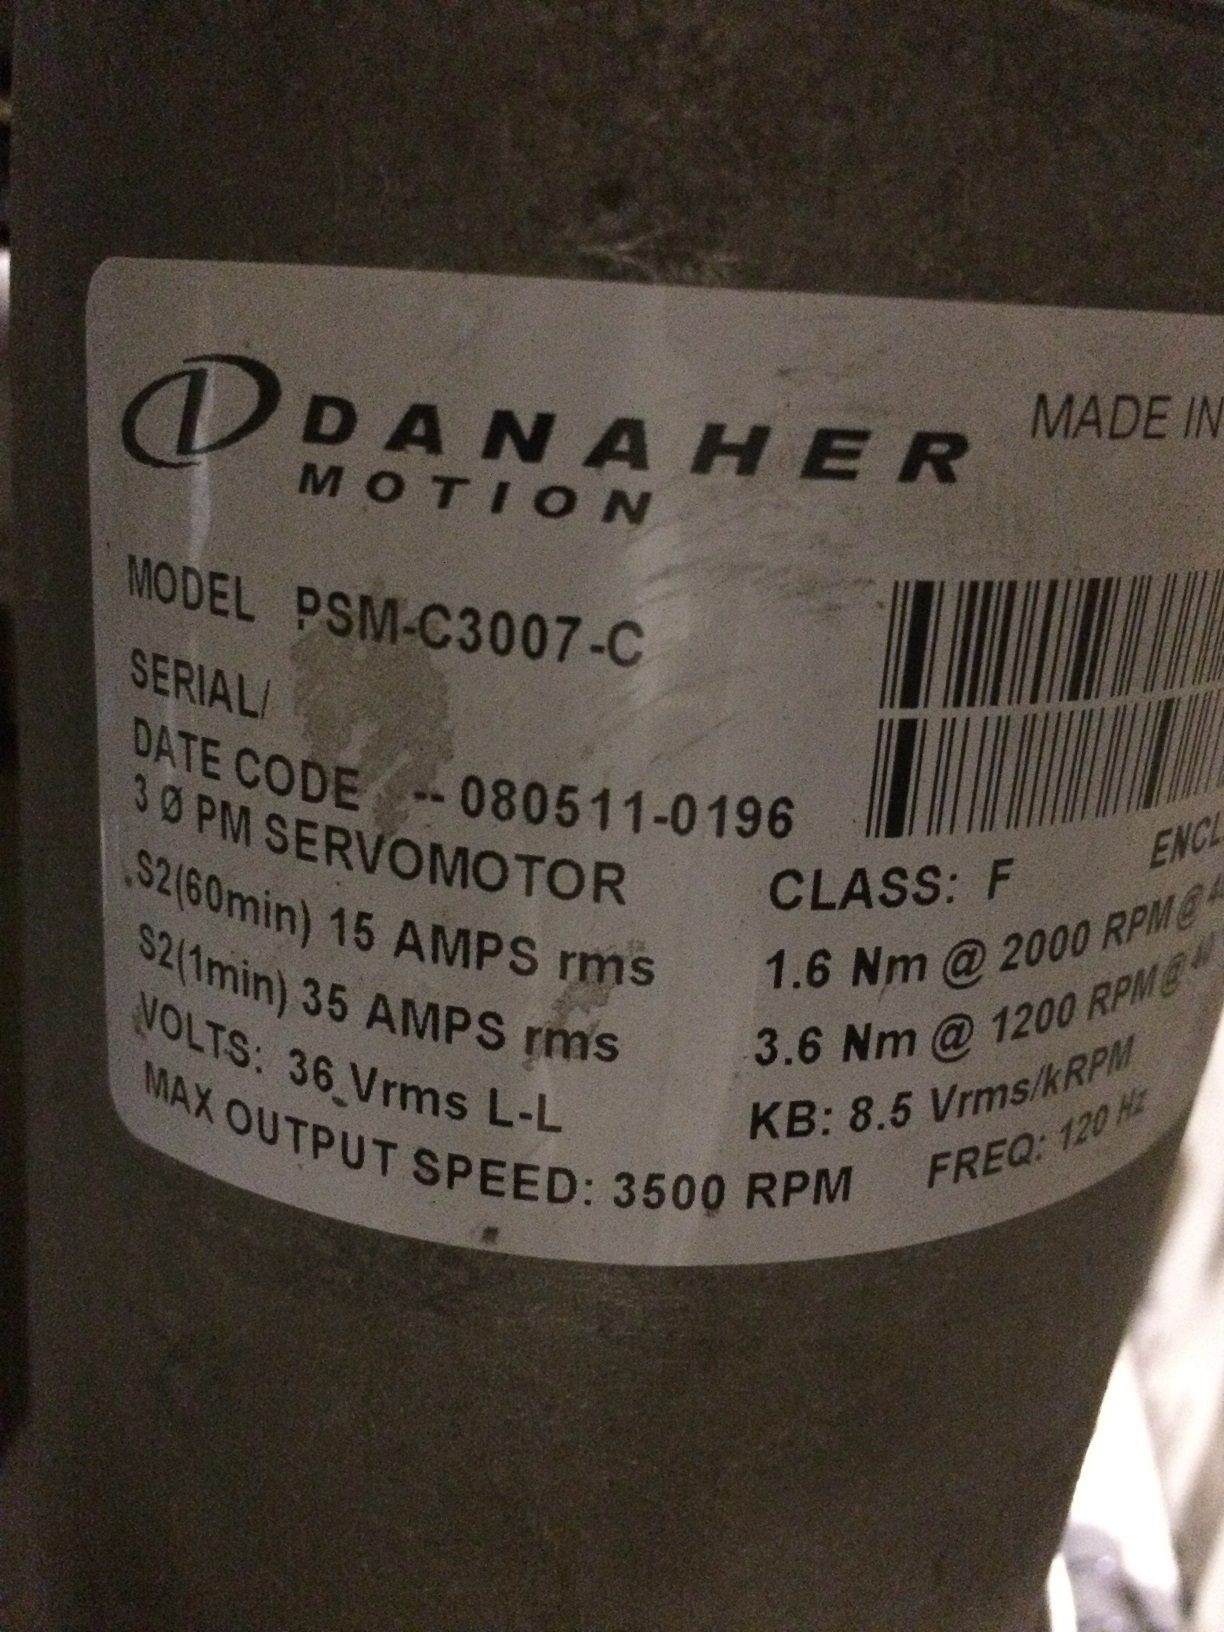 DANAHER
MOTION
MADE IN
MODEL PSM-C3007-C
SERIAL/
DATE CODE -- 080511-0196
3 Ø PM SERVOMOTOR
CLASS: F
S2(60min) 15 AMPS rms
1.6 Nm @ 2000 RPM@
S2(1min) 35 AMPS rms
3.6 Nm @ 1200 RPM@
VOLTS: 36 Vrms L-L
KB: 8.5 Vrms/kRPM
MAX OUTPUT SPEED: 3500 RPM
FREQ: 120 Hz